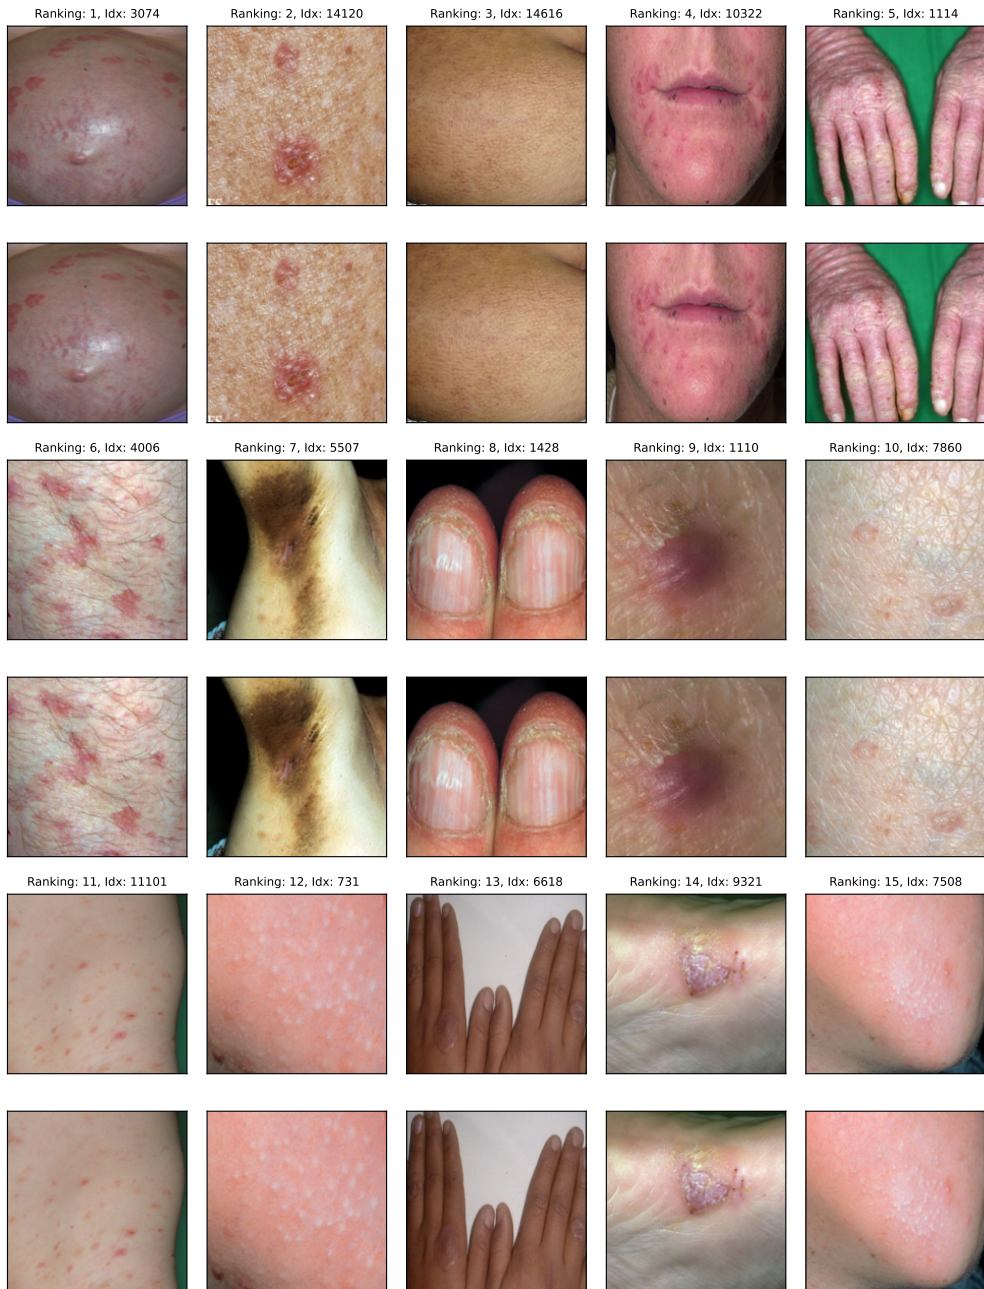 Ranking: 1, Idx: 3074
Ranking: 2, Idx: 14120
Ranking: 3, Idx: 14616
Ranking: 4, Idx: 10322
Ranking: 5, Idx: 1114
Ranking: 6, Idx: 4006
Ranking: 7, Idx: 5507
Ranking: 8, Idx: 1428
Ranking: 9, Idx: 1110
Ranking: 10, Idx: 7860
Ranking: 11, Idx: 11101
Ranking: 12, Idx: 731
Ranking: 13, Idx: 6618
Ranking: 14, Idx: 9321
Ranking: 15, Idx: 7508